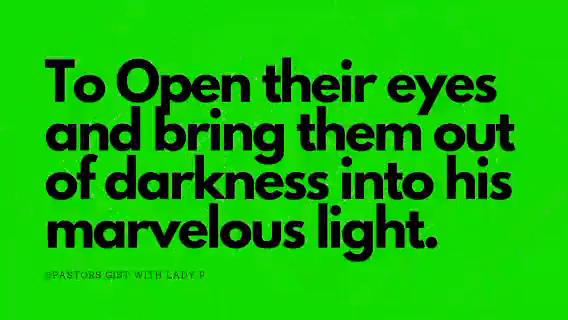 To Open their eyes
and bring them out
of darkness into his
marvelous light.
@PASTORS GIST WITH LADY P